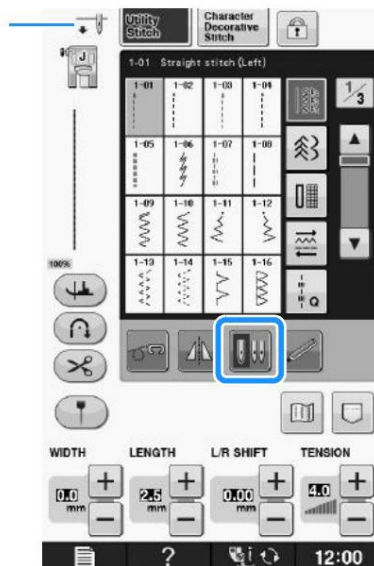 Utility
Stitch
Character
Decorative
Stitch
J
1-01 Straight stitch (Left)
1-01 1-02 1-03 1-04
1/3
1-05 1-06 1-07 1-08
1-09 1-10 1-11 1-12
1-13 1-14 1-15 1-16
Q
100%
WIDTH LENGTH L/R SHIFT TENSION
0.0 mm + − 2.5 mm + − 0.00 mm + − 4.0 + −
? i 12:00